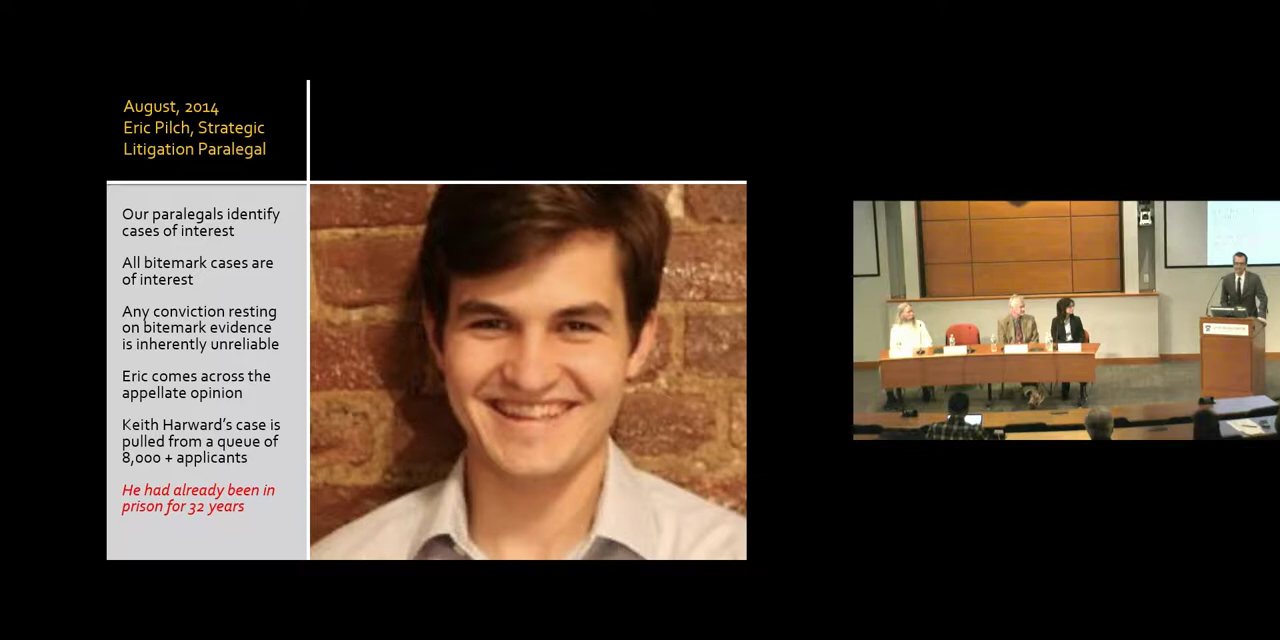 August, 2014
Eric Pilch, Strategic
Litigation Paralegal
Our paralegals identify
cases of interest
All bitemark cases are
of interest
Any conviction resting
on bitemark evidence
is inherently unreliable
Eric comes across the
appellate opinion
Keith Harward's case is
pulled from a queue of
8,000 + applicants
He had already been in
prison for 32 years